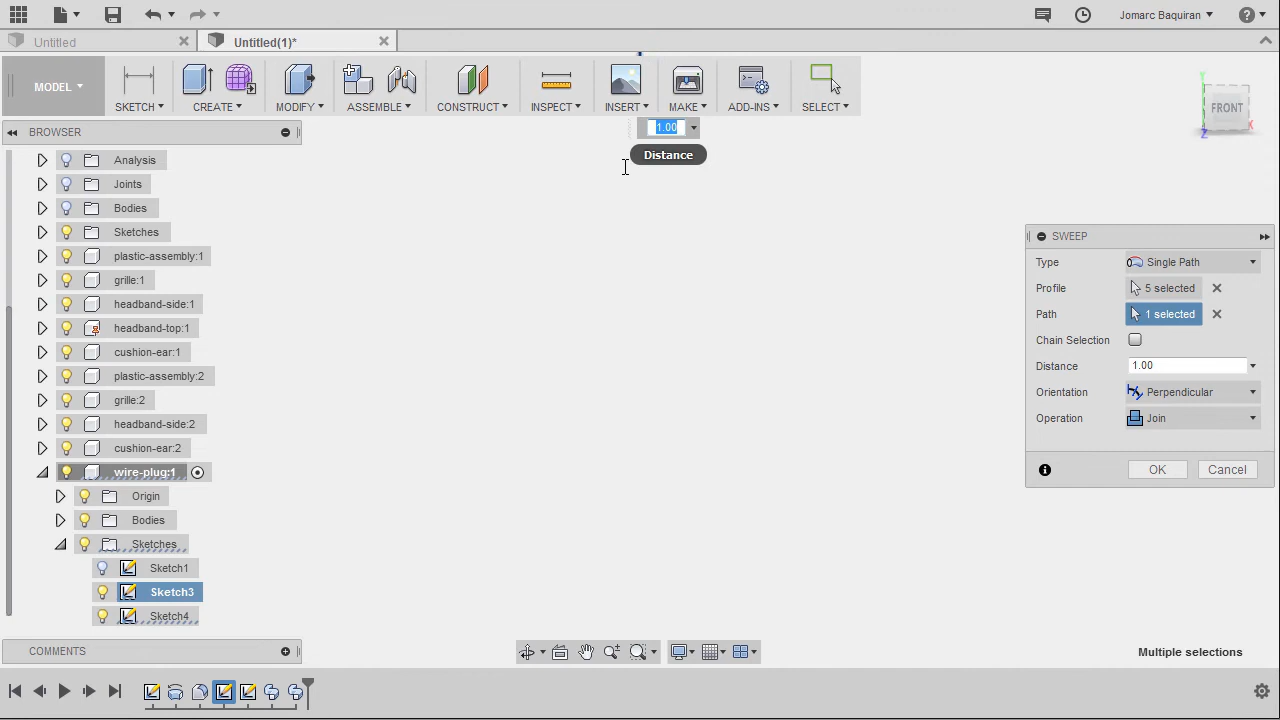 Jomarc Baquiran
Untitled
Untitled(1)*
MODEL
SKETCH
CREATE
MODIFY
ASSEMBLE
CONSTRUCT
INSPECT
INSERT
MAKE
ADD-INS
SELECT
FRONT
Y
X
Z
BROWSER
1.00
Distance
Analysis
Joints
Bodies
Sketches
plastic-assembly:1
grille:1
headband-side:1
headband-top:1
cushion-ear:1
plastic-assembly:2
grille:2
headband-side:2
cushion-ear:2
wire-plug:1
Origin
Bodies
Sketches
Sketch1
Sketch3
Sketch4
SWEEP
Type Single Path
Profile 5 selected
Path 1 selected
Chain Selection
Distance 1.00
Orientation Perpendicular
Operation Join
OK Cancel
COMMENTS
Multiple selections